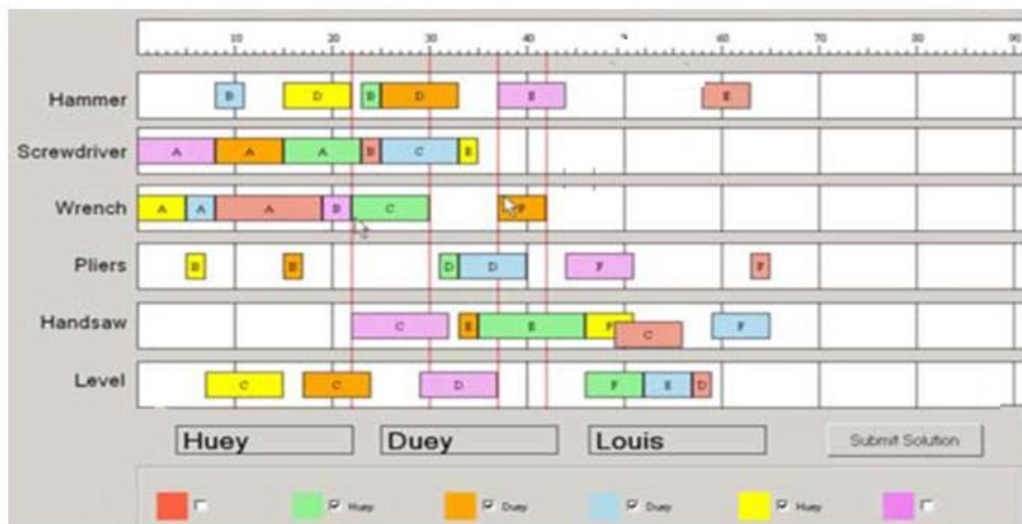 10 20 30 40 50 60 70 80 90
Hammer B D B D E E
Screwdriver A A A B C E
Wrench A A A B C F
Pliers B B D D F F
Handsaw C E E F C F
Level C C D F E D
Huey Duey Louis Submit Solution
Huey Duey Duey Huey